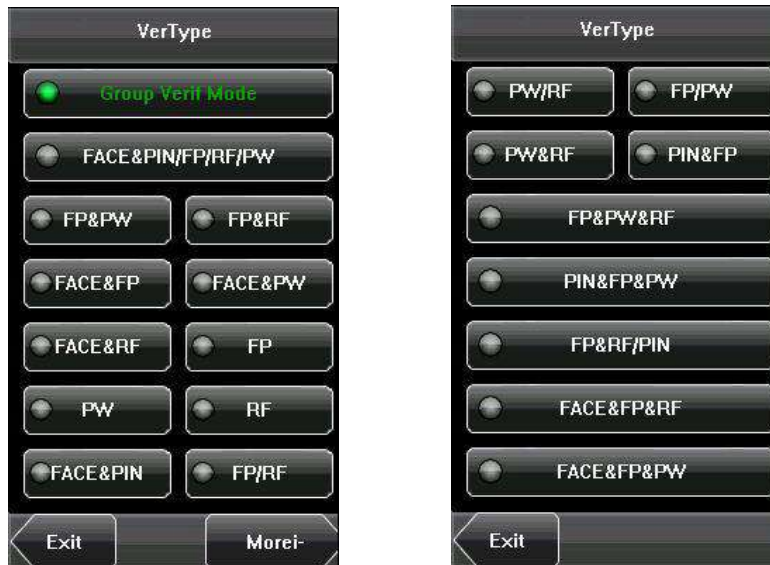 VerType
Group Verif Mode
FACE&PIN/FP/RF/PW
FP&PW FP&RF
FACE&FP FACE&PW
FACE&RF FP
PW RF
FACE&PIN FP/RF
Exit Morei-
VerType
PW/RF FP/PW
PW&RF PIN&FP
FP&PW&RF
PIN&FP&PW
FP&RF/PIN
FACE&FP&RF
FACE&FP&PW
Exit